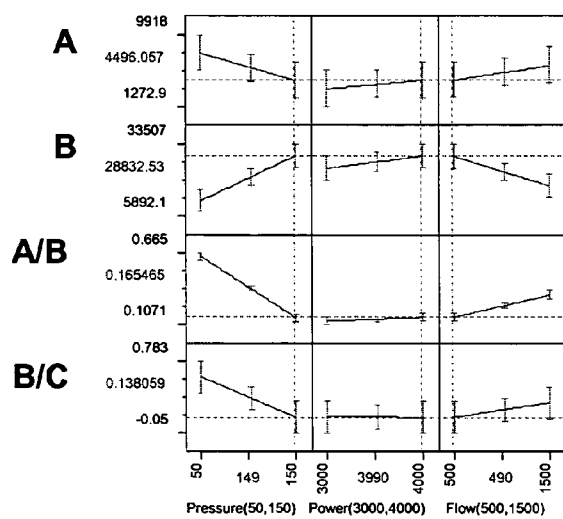 A
9918
4496.057
1272.9
B
33507
28832.53
5892.1
A/B
0.665
0.165465
0.1071
B/C
0.783
0.138059
-0.05
50 149 150 3000 3990 4000 500 490 1500
Pressure(50,150) Power(3000,4000) Flow(500,1500)